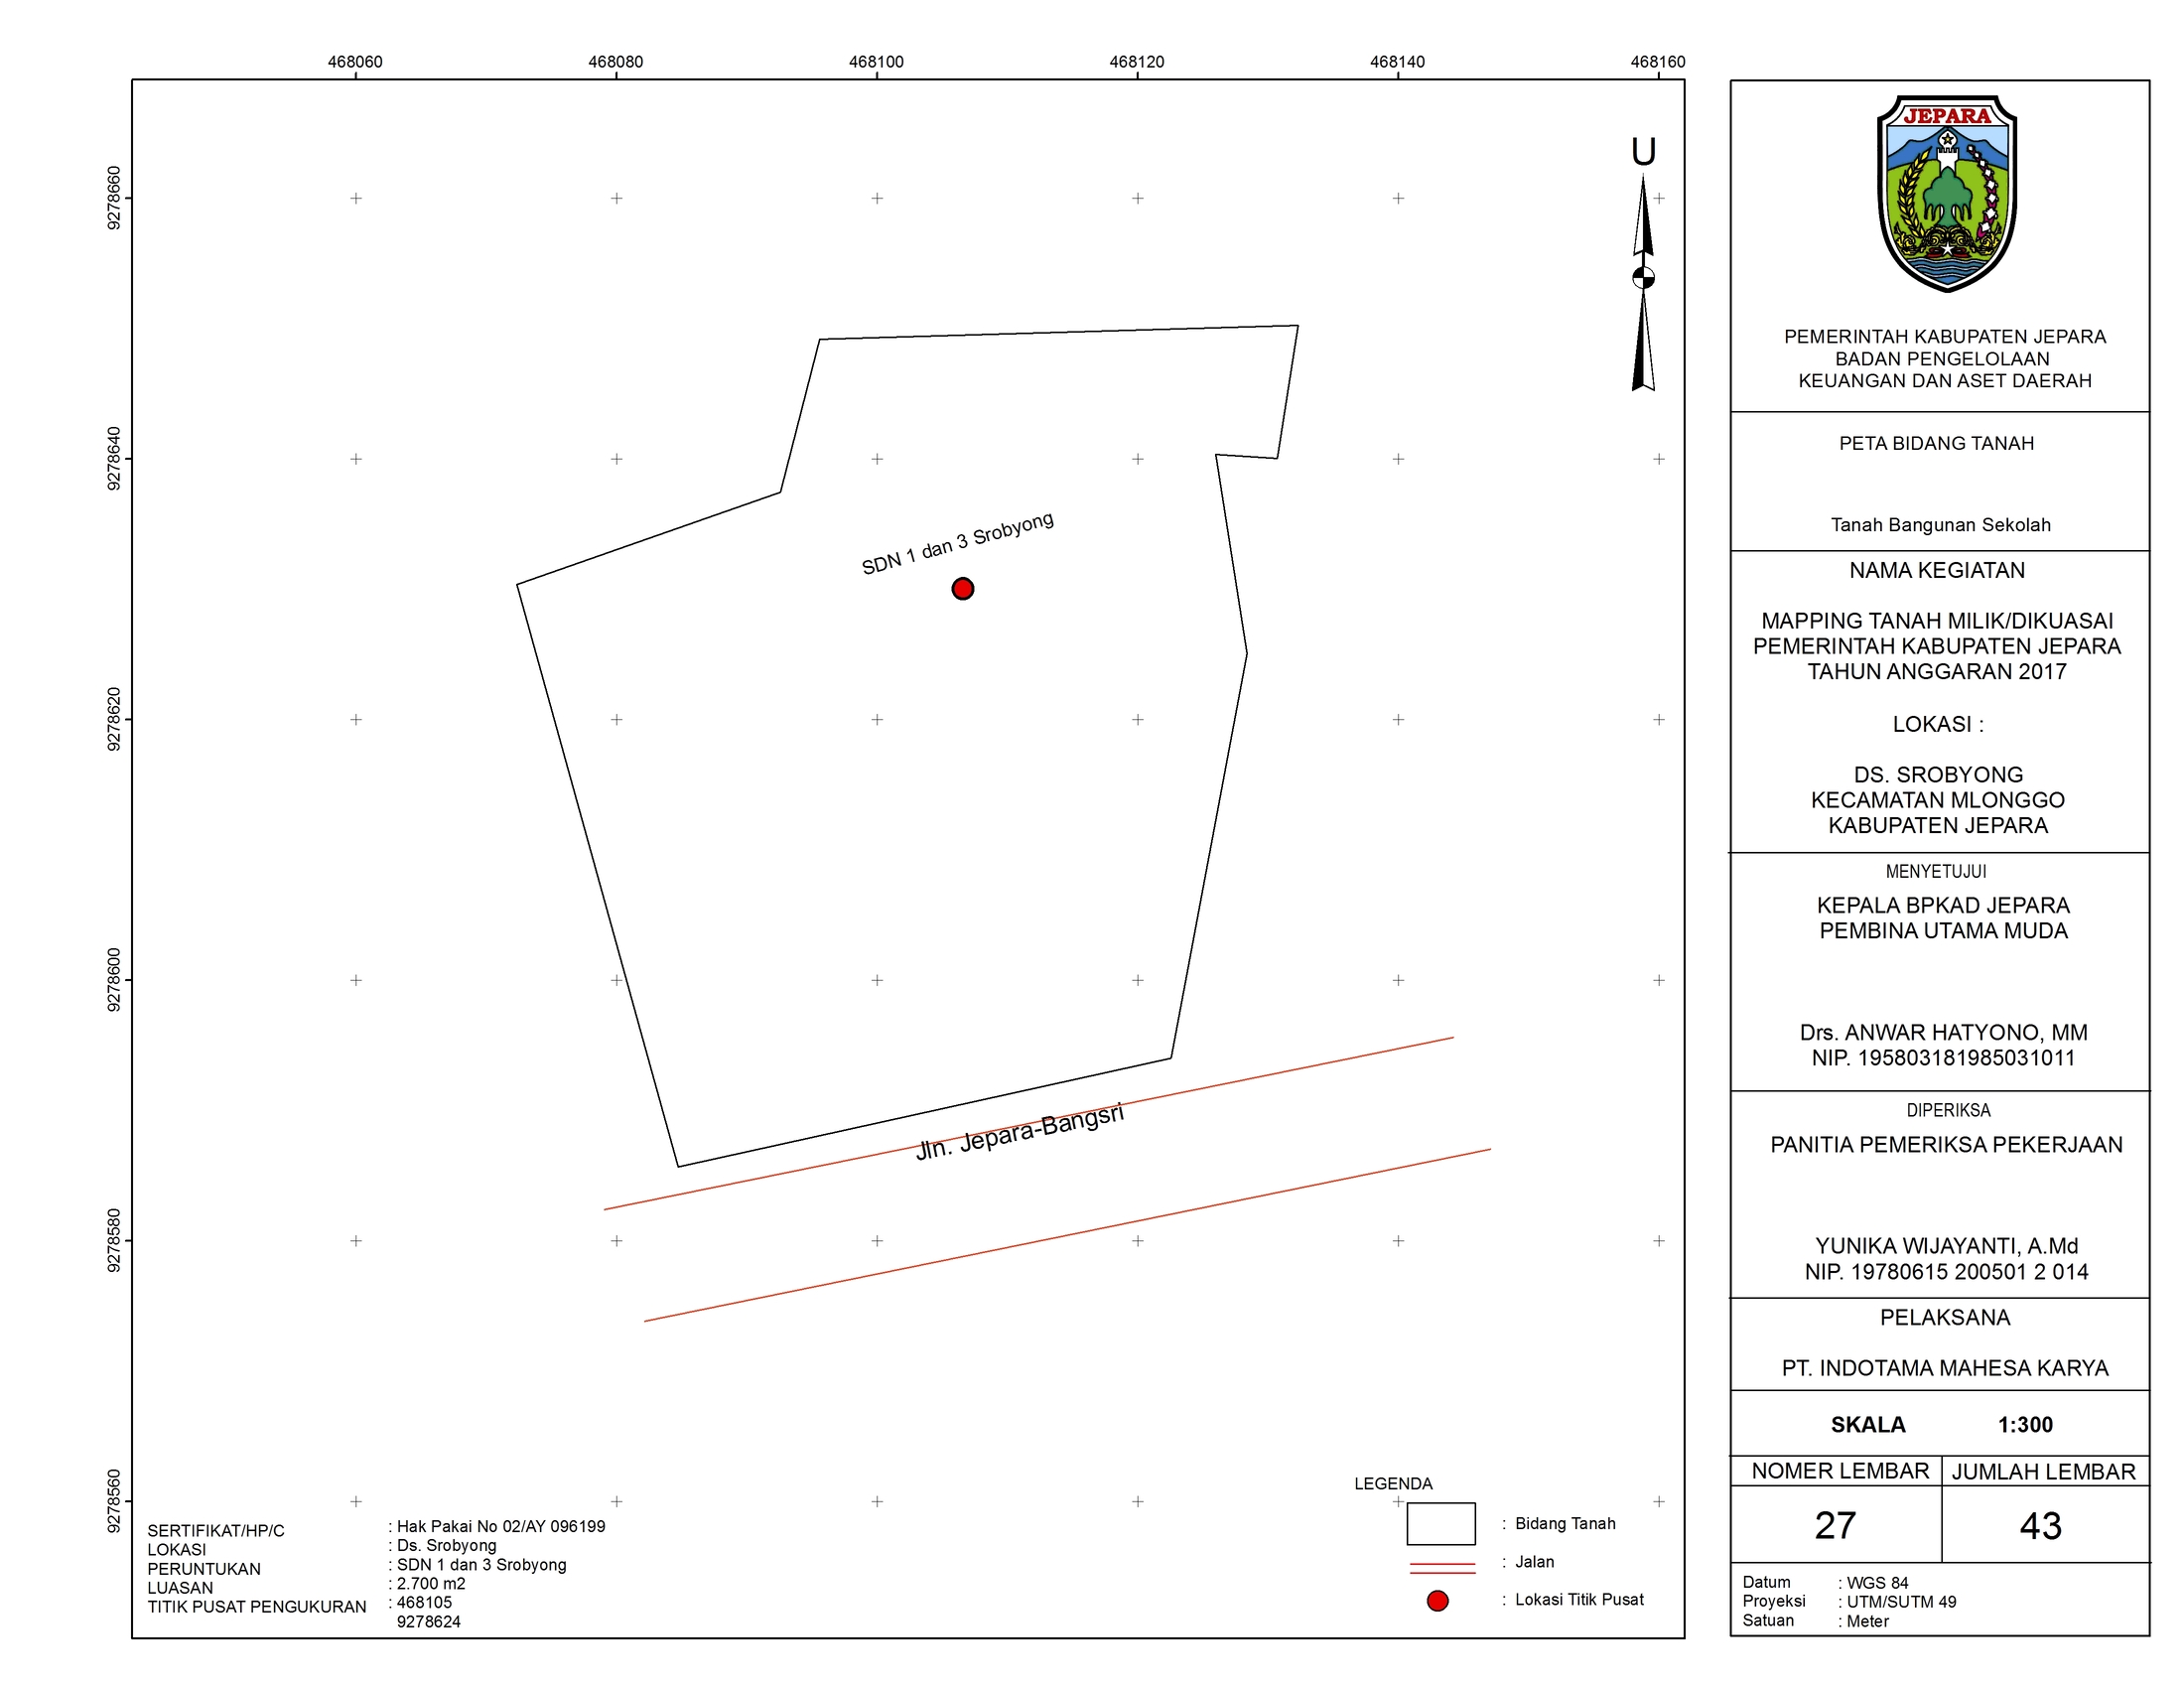 468060 468080 468100 468120 468140 468160
9278660
9278640
9278620
9278600
9278580
9278560
U
SDN 1 dan 3 Srobyong
Jln. Jepara-Bangsri
SERTIFIKAT/HP/C : Hak Pakai No 02/AY 096199
LOKASI : Ds. Srobyong
PERUNTUKAN : SDN 1 dan 3 Srobyong
LUASAN : 2.700 m2
TITIK PUSAT PENGUKURAN : 468105
9278624
LEGENDA
: Bidang Tanah
: Jalan
: Lokasi Titik Pusat
JEPARA
PEMERINTAH KABUPATEN JEPARA
BADAN PENGELOLAAN
KEUANGAN DAN ASET DAERAH
PETA BIDANG TANAH
Tanah Bangunan Sekolah
NAMA KEGIATAN
MAPPING TANAH MILIK/DIKUASAI
PEMERINTAH KABUPATEN JEPARA
TAHUN ANGGARAN 2017
LOKASI :
DS. SROBYONG
KECAMATAN MLONGGO
KABUPATEN JEPARA
MENYETUJUI
KEPALA BPKAD JEPARA
PEMBINA UTAMA MUDA
Drs. ANWAR HATYONO, MM
NIP. 195803181985031011
DIPERIKSA
PANITIA PEMERIKSA PEKERJAAN
YUNIKA WIJAYANTI, A.Md
NIP. 19780615 200501 2 014
PELAKSANA
PT. INDOTAMA MAHESA KARYA
SKALA 1:300
NOMER LEMBAR JUMLAH LEMBAR
27 43
Datum : WGS 84
Proyeksi : UTM/SUTM 49
Satuan : Meter